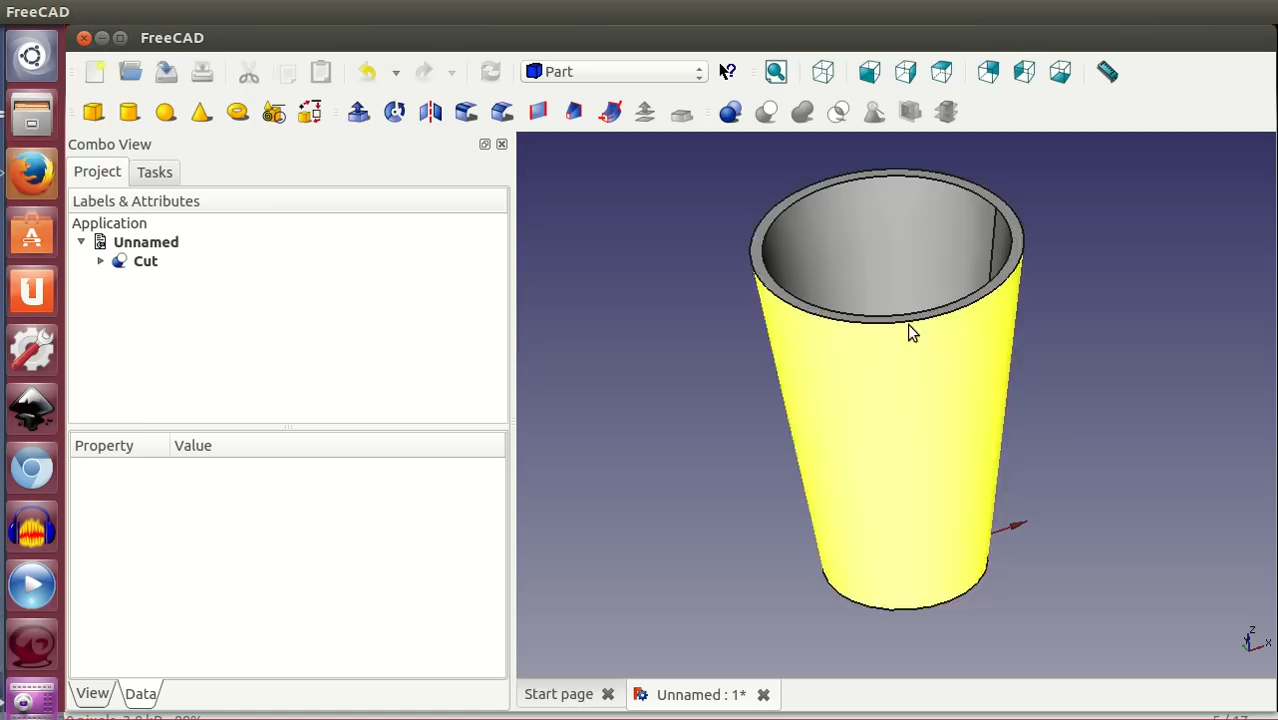 FreeCAD
FreeCAD
Part
Combo View
Project
Tasks
Labels & Attributes
Application
Unnamed
Cut
Property
Value
View
Data
Start page
Unnamed : 1*
z
x